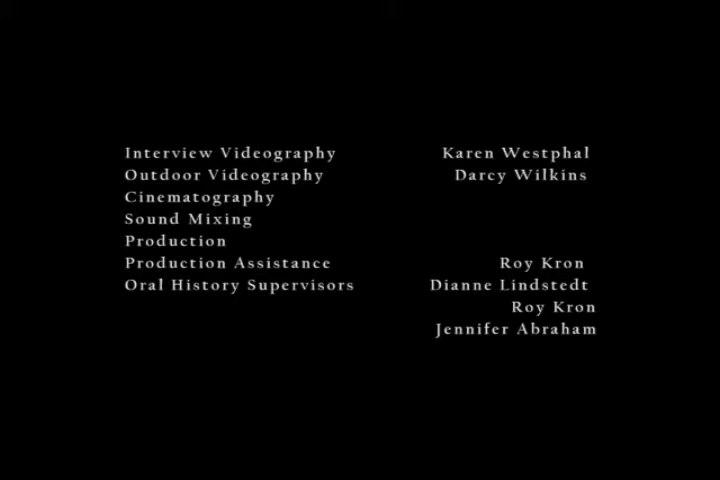 Interview Videography Karen Westphal
Outdoor Videography Darcy Wilkins
Cinematography
Sound Mixing
Production
Production Assistance Roy Kron
Oral History Supervisors Dianne Lindstedt
Roy Kron
Jennifer Abraham